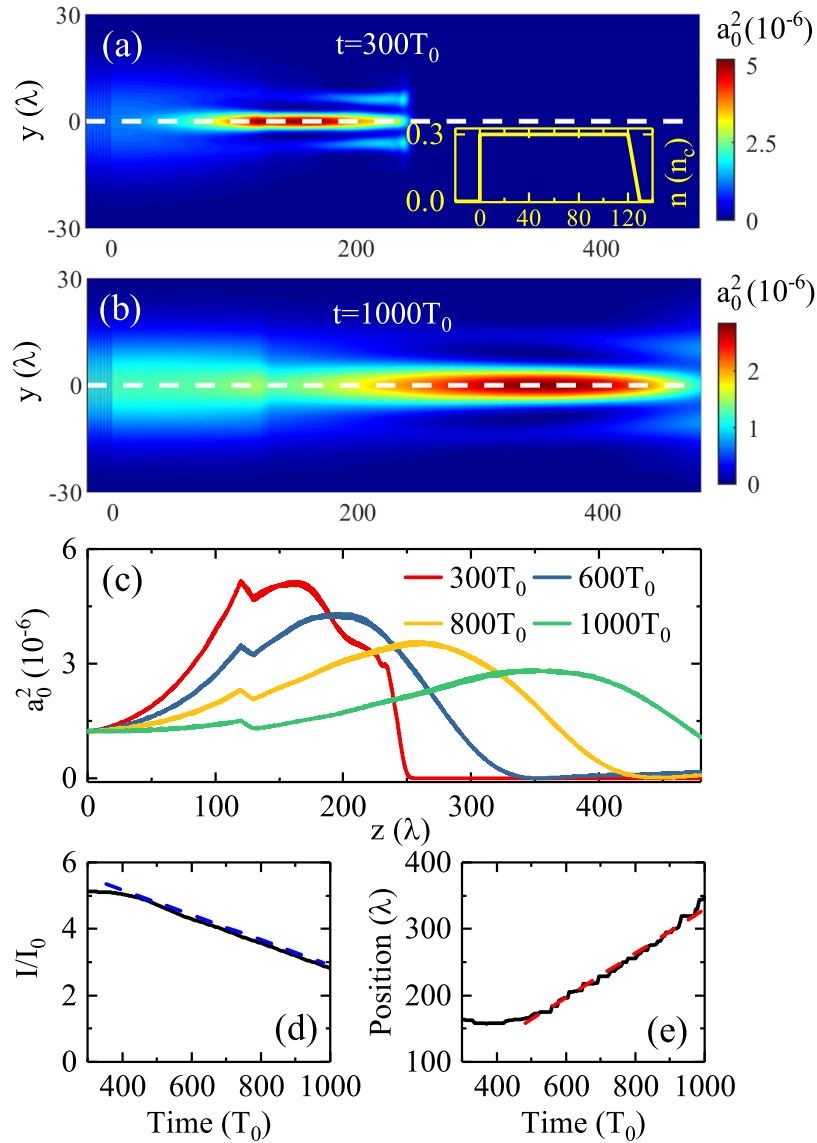 (a)
t=300T₀
a₀² (10⁻⁶)
30
0
-30
y (λ)
5
2.5
0
0.3
0.0
n (n_c)
0 40 80 120
0 200 400
(b)
t=1000T₀
a₀² (10⁻⁶)
30
0
-30
y (λ)
2
1
0
0 200 400
(c)
300T₀ 600T₀
800T₀ 1000T₀
6
3
0
a₀² (10⁻⁶)
0 100 200 300 400
z (λ)
6
4
2
0
I/I₀
(d)
400 600 800 1000
Time (T₀)
400
300
200
100
Position (λ)
(e)
400 600 800 1000
Time (T₀)